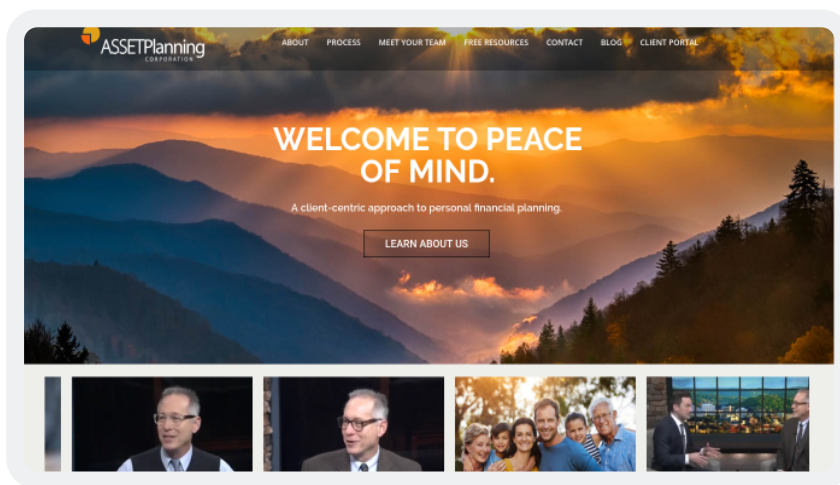 ASSETPlanning
CORPORATION
ABOUT PROCESS MEET YOUR TEAM FREE RESOURCES CONTACT BLOG CLIENT PORTAL
WELCOME TO PEACE
OF MIND.
A client-centric approach to personal financial planning.
LEARN ABOUT US